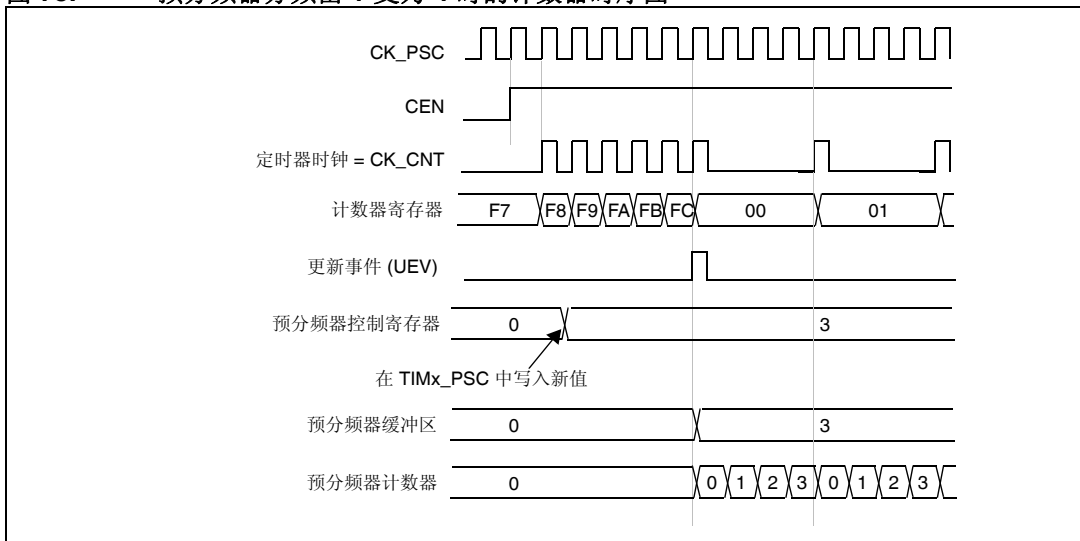 CK_PSC
CEN
定时器时钟 = CK_CNT
计数器寄存器 F7 F8 F9 FA FB FC 00 01
更新事件 (UEV)
预分频器控制寄存器 0 3
在 TIMx_PSC 中写入新值
预分频器缓冲区 0 3
预分频器计数器 0 0 1 2 3 0 1 2 3